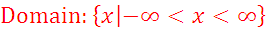 Domain: {x|−∞ < x < ∞}